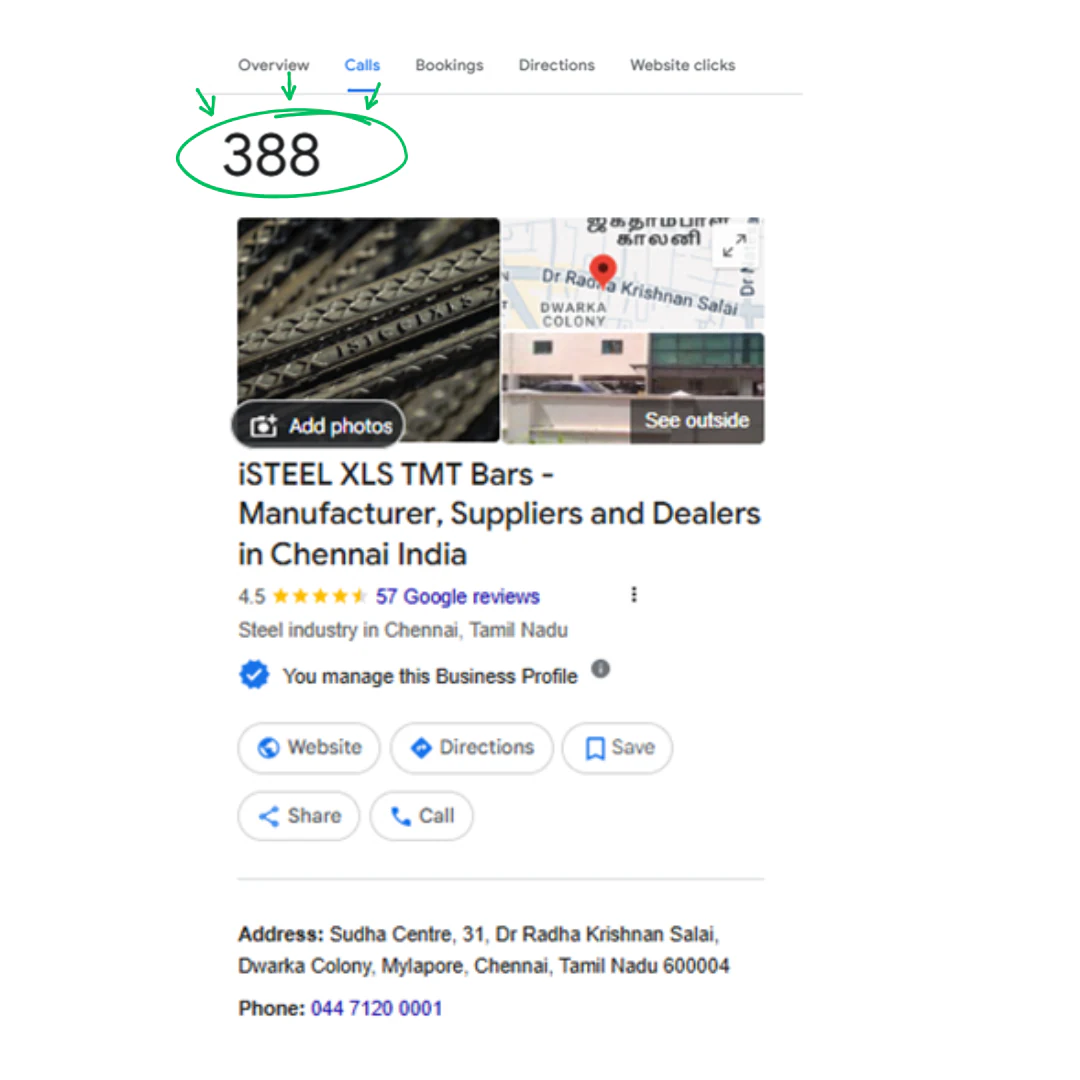 Overview Calls Bookings Directions Website clicks
388
காலனி
Dr Radha Krishnan Salai
DWARKA
COLONY
Add photos
See outside
iSTEEL XLS TMT Bars -
Manufacturer, Suppliers and Dealers
in Chennai India
4.5 57 Google reviews
Steel industry in Chennai, Tamil Nadu
You manage this Business Profile
Website Directions Save
Share Call
Address: Sudha Centre, 31, Dr Radha Krishnan Salai,
Dwarka Colony, Mylapore, Chennai, Tamil Nadu 600004
Phone: 044 7120 0001